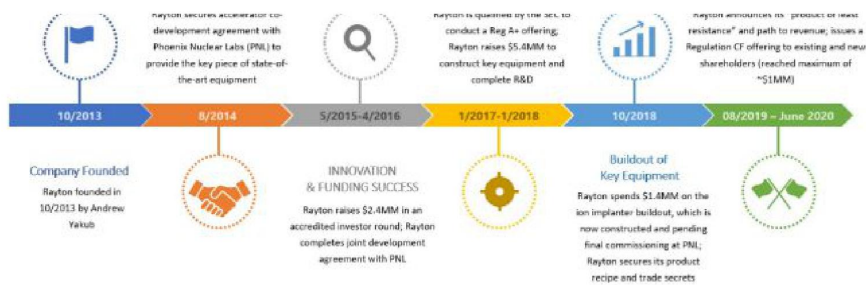 Rayton secures accelerator co-
development agreement with
Phoenix Nuclear Labs (PNL) to
provide the key piece of state-of-
the-art equipment
Rayton is qualified by the SEC to
conduct a Reg A+ offering;
Rayton raises $5.4MM to
construct key equipment and
complete R&D
Rayton announces its "product of least
resistance" and path to revenue; issues a
Regulation CF offering to existing and new
shareholders (reached maximum of
~$1MM)
10/2013
8/2014
5/2015-4/2016
1/2017-1/2018
10/2018
08/2019 – June 2020
Company Founded
Rayton founded in
10/2013 by Andrew
Yakub
INNOVATION
& FUNDING SUCCESS
Rayton raises $2.4MM in an
accredited investor round; Rayton
completes joint development
agreement with PNL
Buildout of
Key Equipment
Rayton spends $1.4MM on the
ion implanter buildout, which is
now constructed and pending
final commissioning at PNL;
Rayton secures its product
recipe and trade secrets